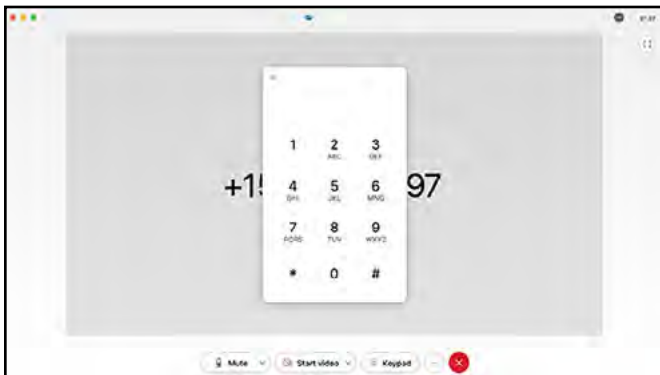 1 2 3
ABC DEF
+15 97
4 5 6
GHI JKL MNO
7 8 9
PQRS TUV WXYZ
* 0 #
Mute Start video Keypad